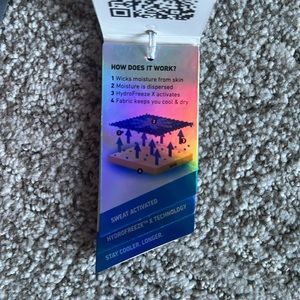 HOW DOES IT WORK?
1 Wicks moisture from skin
2 Moisture is dispersed
3 HydroFreeze X activates
4 Fabric keeps you cool & dry
SWEAT ACTIVATED
HYDROFREEZE™ X TECHNOLOGY
STAY COOLER. LONGER.